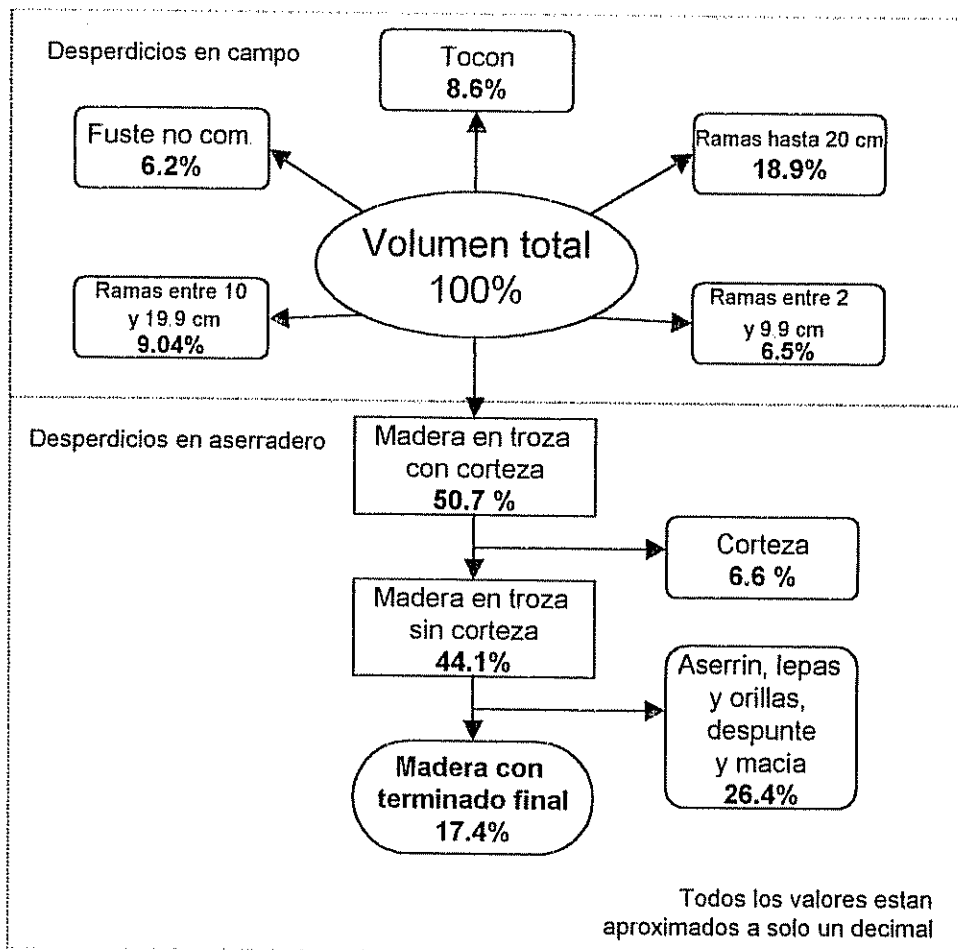 Desperdicios en campo
Tocon
8.6%
Fuste no com.
6.2%
Ramas hasta 20 cm
18.9%
Volumen total
100%
Ramas entre 10
y 19.9 cm
9.04%
Ramas entre 2
y 9.9 cm
6.5%
Desperdicios en aserradero
Madera en troza
con corteza
50.7 %
Corteza
6.6 %
Madera en troza
sin corteza
44.1%
Aserrin, lepas
y orillas,
despunte
y macia
26.4%
Madera con
terminado final
17.4%
Todos los valores estan
aproximados a solo un decimal